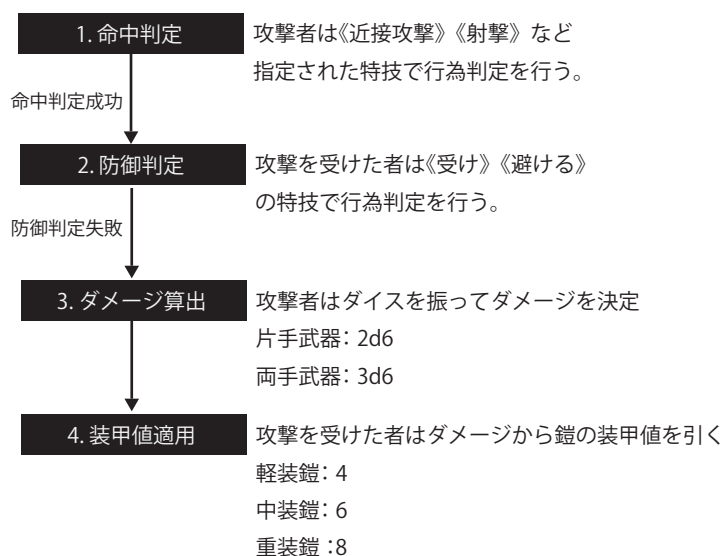 1. 命中判定
攻撃者は《近接攻撃》《射撃》など
指定された特技で行為判定を行う。
命中判定成功
2. 防御判定
攻撃を受けた者は《受け》《避ける》
の特技で行為判定を行う。
防御判定失敗
3. ダメージ算出
攻撃者はダイスを振ってダメージを決定
片手武器：2d6
両手武器：3d6
4. 装甲値適用
攻撃を受けた者はダメージから鎧の装甲値を引く
軽装鎧：4
中装鎧：6
重装鎧：8